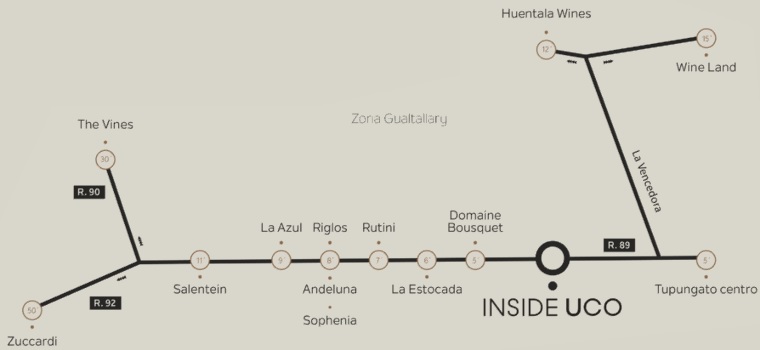 Huentala Wines
12'
15'
Wine Land
The Vines
Zona Gualtallary
30'
R. 90
La Vencedora
La Azul
Riglos
Rutini
Domaine
Bousquet
R. 89
11'
9'
8'
7'
6'
5'
5'
Salentein
Andeluna
La Estocada
Tupungato centro
R. 92
50'
Sophenia
INSIDE UCO
Zuccardi